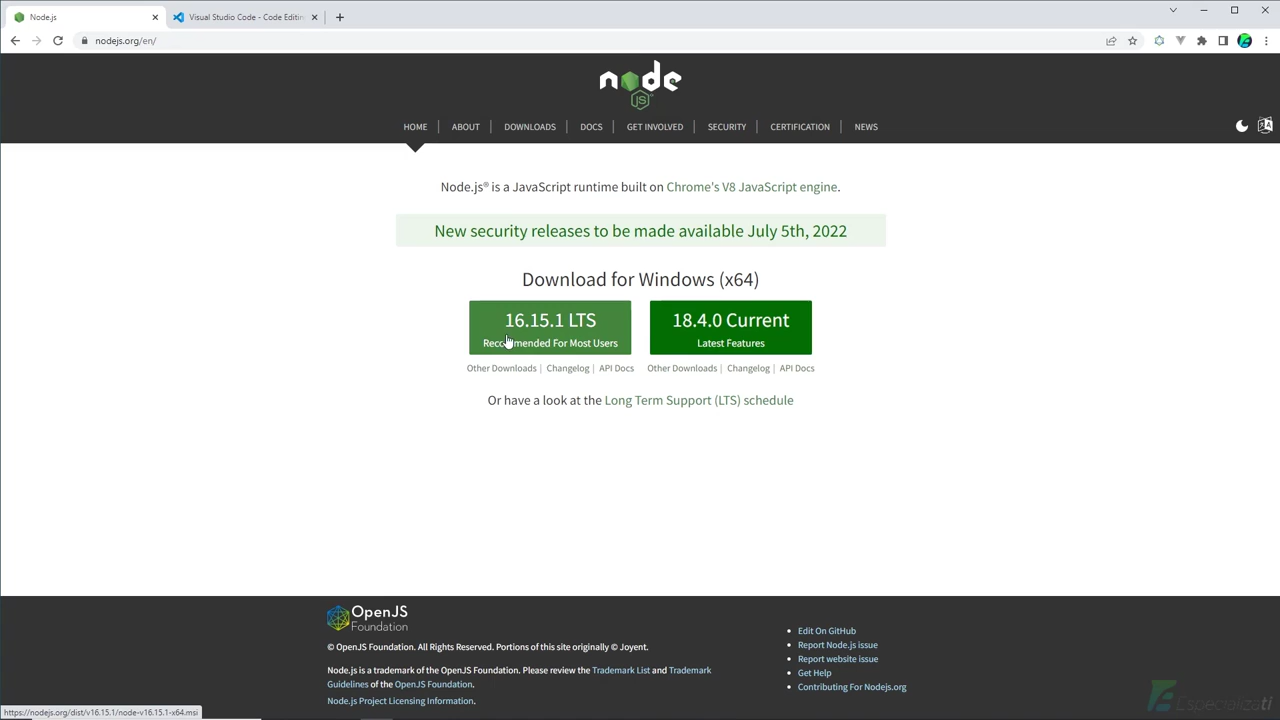 Node.js
Visual Studio Code - Code Editin
nodejs.org/en/
node
JS
HOME | ABOUT | DOWNLOADS | DOCS | GET INVOLVED | SECURITY | CERTIFICATION | NEWS
Node.js® is a JavaScript runtime built on Chrome's V8 JavaScript engine.
New security releases to be made available July 5th, 2022
Download for Windows (x64)
16.15.1 LTS
Recommended For Most Users
18.4.0 Current
Latest Features
Other Downloads | Changelog | API Docs
Other Downloads | Changelog | API Docs
Or have a look at the Long Term Support (LTS) schedule
OpenJS
Foundation
© OpenJS Foundation. All Rights Reserved. Portions of this site originally © Joyent.
Node.js is a trademark of the OpenJS Foundation. Please review the Trademark List and Trademark
Guidelines of the OpenJS Foundation.
Node.js Project Licensing Information.
Edit On GitHub
Report Node.js issue
Report website issue
Get Help
Contributing For Nodejs.org
https://nodejs.org/dist/v16.15.1/node-v16.15.1-x64.msi
Especializati